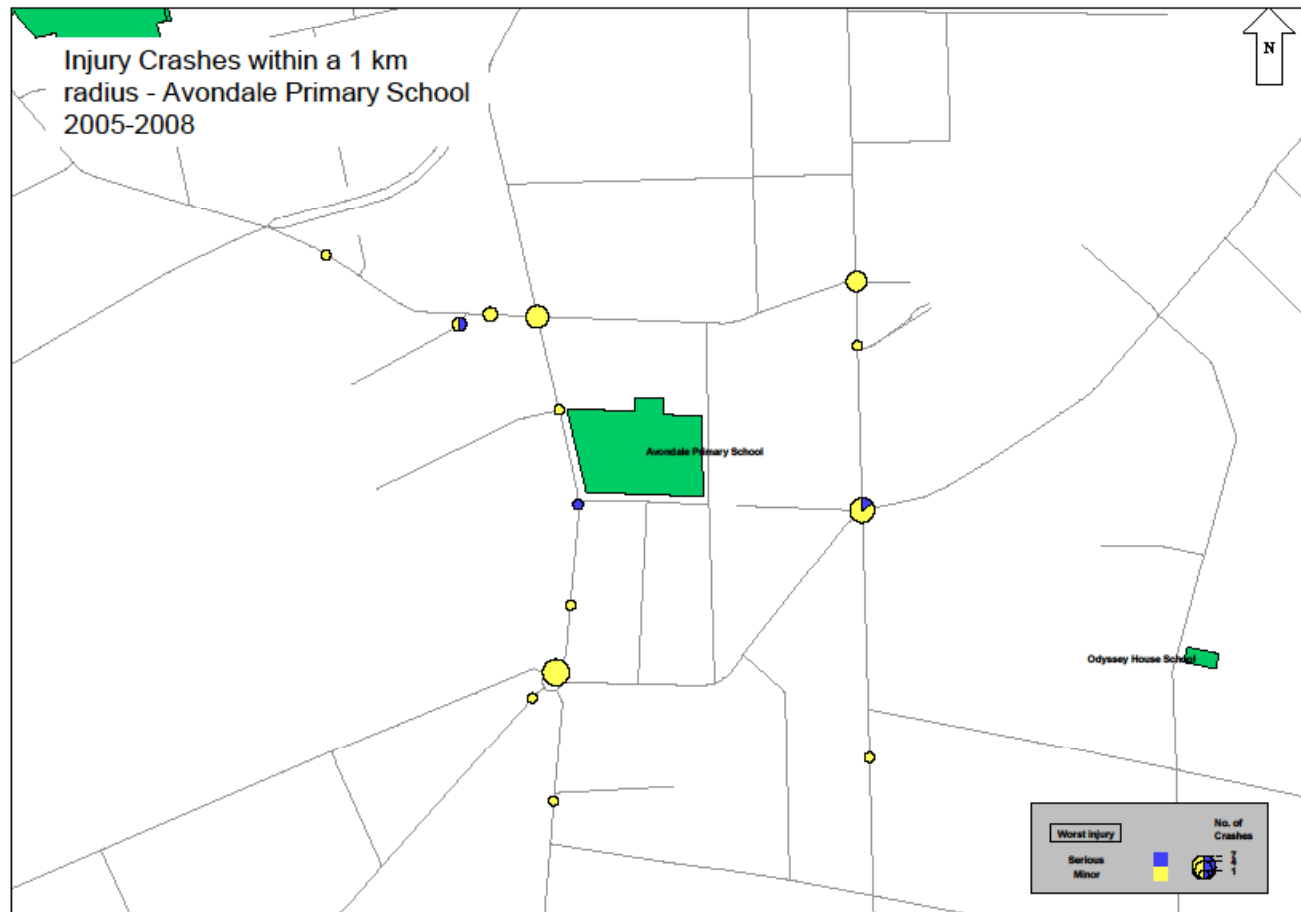 Injury Crashes within a 1 km
radius - Avondale Primary School
2005-2008
N
Avondale Primary School
Odyssey House School
Worst injury
No. of
Crashes
Serious
Minor
1